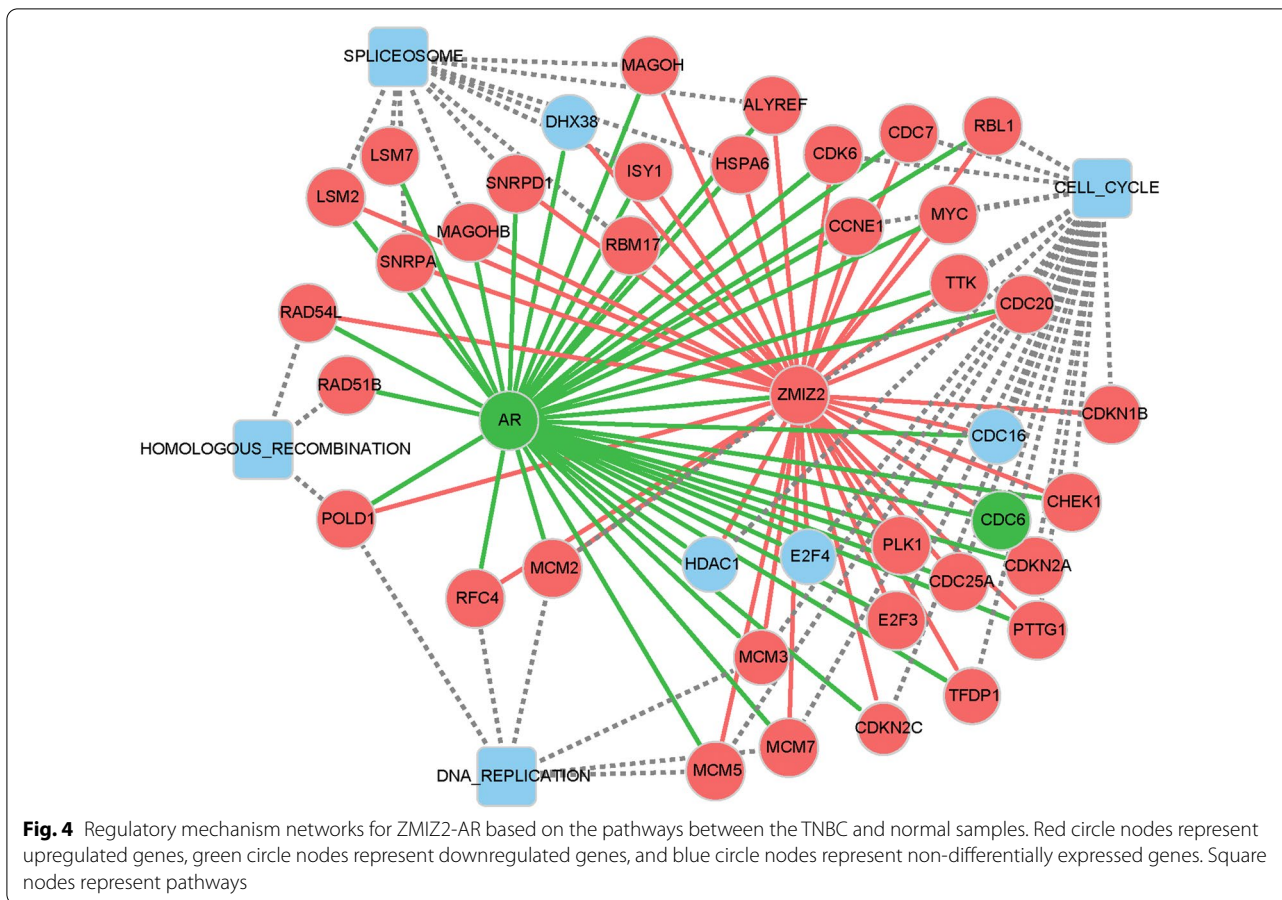 SPLICEOSOME
MAGOH
ALYREF
DHX38
CDC7
RBL1
LSM7
ISY1
HSPA6
CDK6
SNRPD1
CELL_CYCLE
LSM2
MAGOHB
RBM17
CCNE1
MYC
SNRPA
TTK
CDC20
RAD54L
RAD51B
ZMIZ2
AR
CDKN1B
CDC16
HOMOLOGOUS_RECOMBINATION
POLD1
CHEK1
CDC6
HDAC1
E2F4
PLK1
CDKN2A
MCM2
CDC25A
RFC4
E2F3
PTTG1
MCM3
TFDP1
CDKN2C
MCM7
MCM5
DNA_REPLICATION
Fig. 4 Regulatory mechanism networks for ZMIZ2-AR based on the pathways between the TNBC and normal samples. Red circle nodes represent
upregulated genes, green circle nodes represent downregulated genes, and blue circle nodes represent non-differentially expressed genes. Square
nodes represent pathways